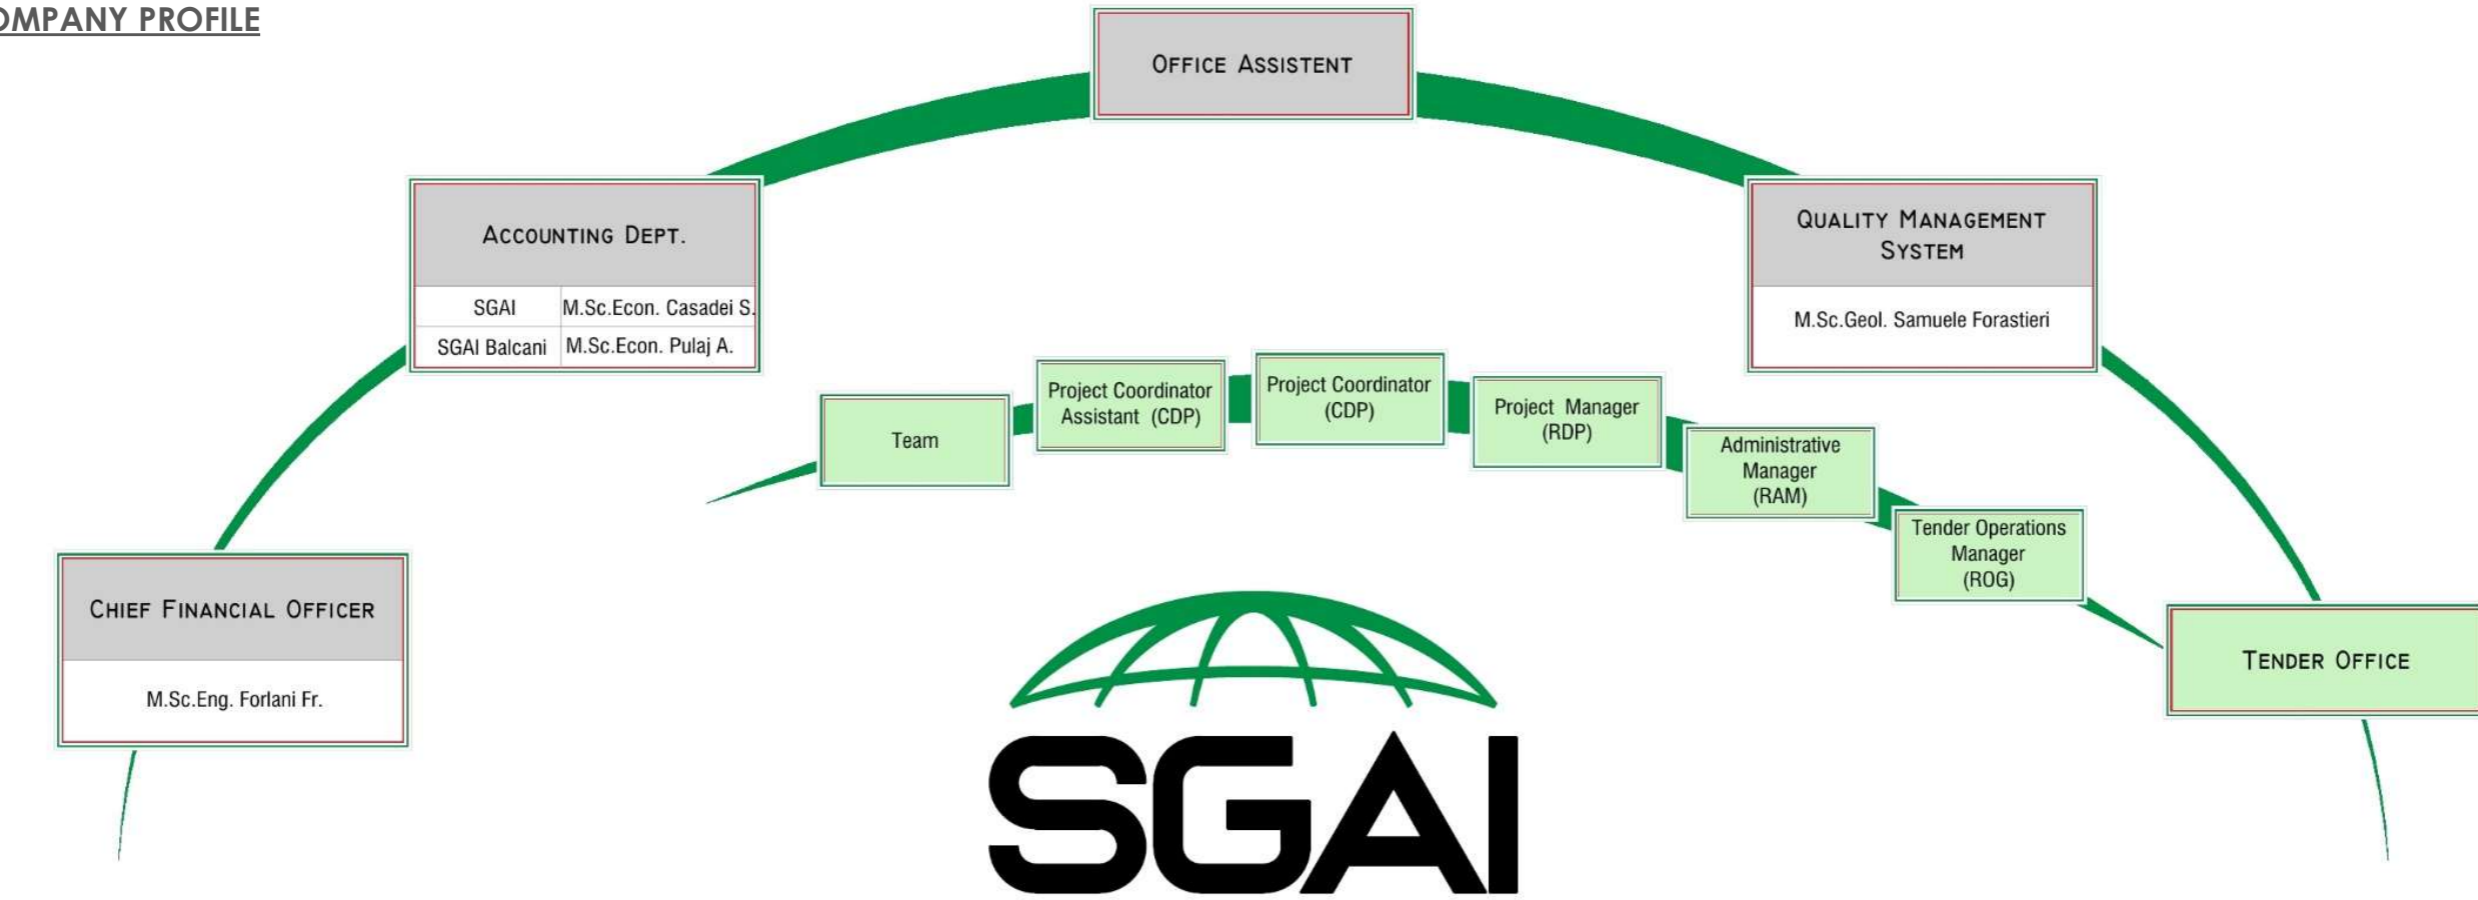 OMPANY PROFILE
OFFICE ASSISTENT
ACCOUNTING DEPT.
SGAI M.Sc.Econ. Casadei S.
SGAI Balcani M.Sc.Econ. Pulaj A.
QUALITY MANAGEMENT
SYSTEM
M.Sc.Geol. Samuele Forastieri
Team
Project Coordinator
Assistant (CDP)
Project Coordinator
(CDP)
Project Manager
(RDP)
Administrative
Manager
(RAM)
Tender Operations
Manager
(ROG)
CHIEF FINANCIAL OFFICER
M.Sc.Eng. Forlani Fr.
TENDER OFFICE
SGAI